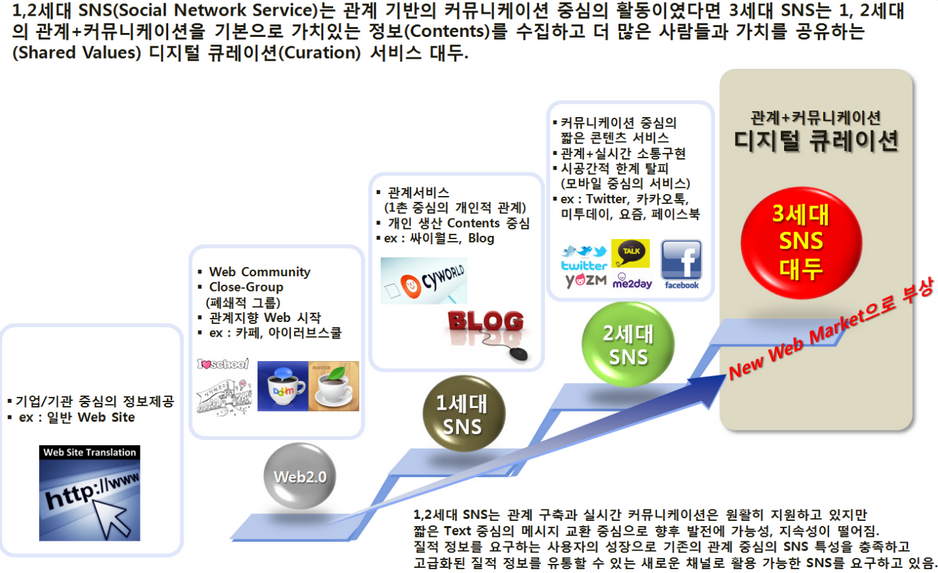 1,2세대 SNS(Social Network Service)는 관계 기반의 커뮤니케이션 중심의 활동이였다면 3세대 SNS는 1, 2세대
의 관계+커뮤니케이션을 기본으로 가치있는 정보(Contents)를 수집하고 더 많은 사람들과 가치를 공유하는
(Shared Values) 디지털 큐레이션(Curation) 서비스 대두.
▪ 기업/기관 중심의 정보제공
▪ ex : 일반 Web Site
Web Site Translation
http://www
▪ Web Community
▪ Close-Group
(폐쇄적 그룹)
▪ 관계지향 Web 시작
▪ ex : 카페, 아이러브스쿨
I school
Daum
NAVER
Web2.0
▪ 관계서비스
(1촌 중심의 개인적 관계)
▪ 개인 생산 Contents 중심
▪ ex : 싸이월드, Blog
CYWORLD
BLOG
1세대
SNS
▪ 커뮤니케이션 중심의
짧은 콘텐츠 서비스
▪ 관계+실시간 소통구현
▪ 시공간적 한계 탈피
(모바일 중심의 서비스)
▪ ex : Twitter, 카카오톡,
미투데이, 요즘, 페이스북
twitter
TALK
yozm
me2day
facebook
2세대
SNS
관계+커뮤니케이션
디지털 큐레이션
3세대
SNS
대두
New Web Market으로 부상
1,2세대 SNS는 관계 구축과 실시간 커뮤니케이션은 원활히 지원하고 있지만
짧은 Text 중심의 메시지 교환 중심으로 향후 발전에 가능성, 지속성이 떨어짐.
질적 정보를 요구하는 사용자의 성장으로 기존의 관계 중심의 SNS 특성을 충족하고
고급화된 질적 정보를 유통할 수 있는 새로운 채널로 활용 가능한 SNS를 요구하고 있음.